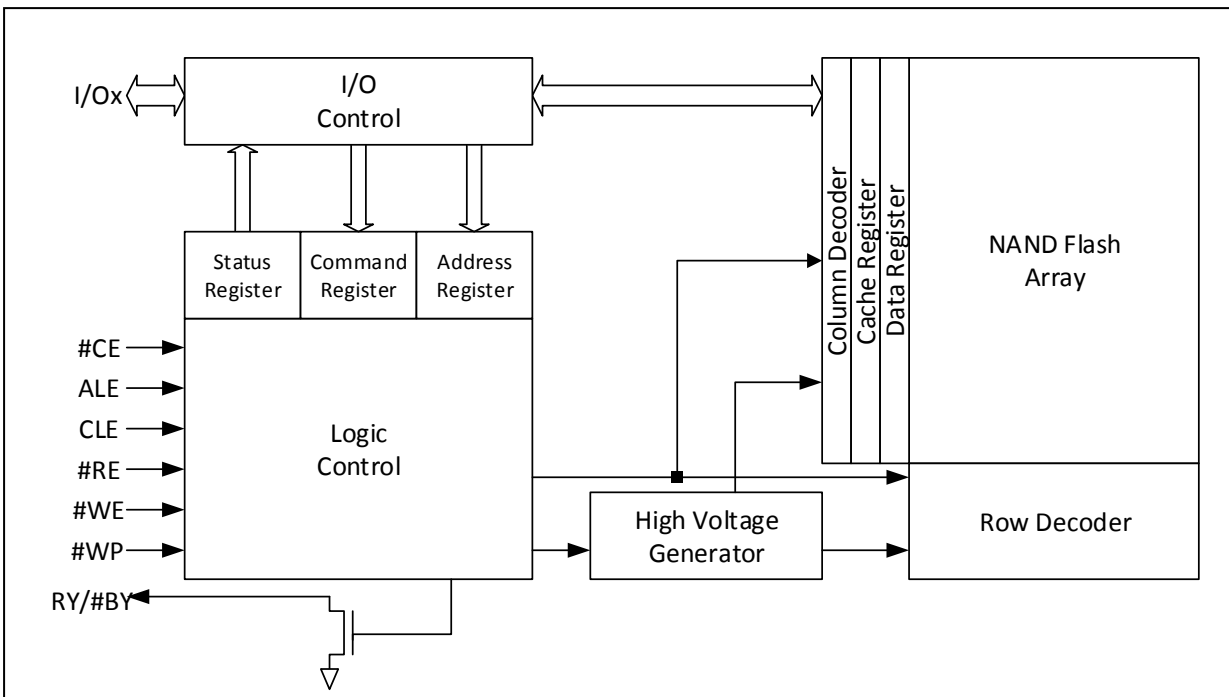 I/Ox
I/O
Control
Status
Register
Command
Register
Address
Register
#CE
ALE
CLE
#RE
#WE
#WP
RY/#BY
Logic
Control
High Voltage
Generator
Column Decoder
Cache Register
Data Register
NAND Flash
Array
Row Decoder